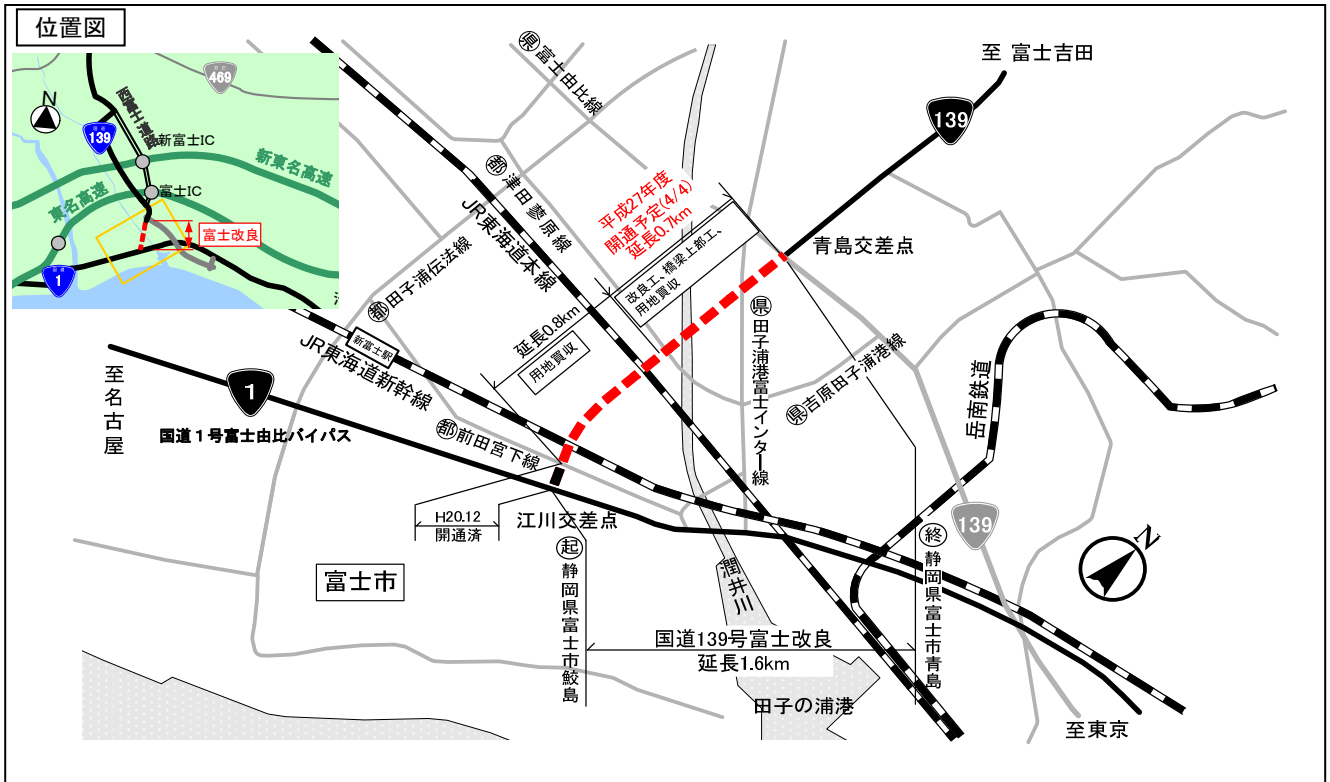 位置図
469
N
西富士道路
国道
139
新富士IC
新東名高速
東名高速
富士IC
富士改良
国道
1
県富士由比線
至 富士吉田
139
都津田蓼原線
JR東海道本線
平成27年度
開通予定(4/4)
延長0.7km
改良工、橋梁上部工、
用地買収
青島交差点
都田子浦伝法線
延長0.8km
用地買収
県田子浦港富士インター線
県吉原田子浦港線
岳南鉄道
新富士駅
JR東海道新幹線
至名古屋
1
国道1号富士由比バイパス
都前田宮下線
H20.12
開通済
江川交差点
139
N
富士市
起静岡県富士市鮫島
潤井川
終静岡県富士市青島
国道139号富士改良
延長1.6km
田子の浦港
至東京